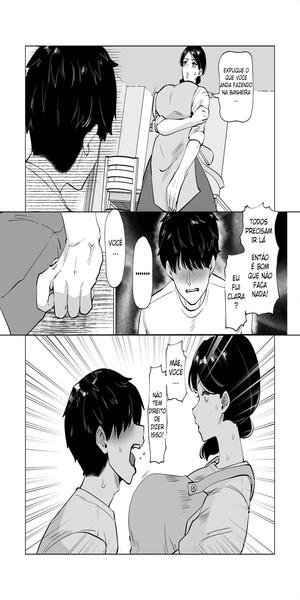 EXPLIQUE O
QUE O VOCÊ
ANDA FAZENDO
NA BANHEIRA
...
TODOS
PRECISAM
IR LÁ
ENTÃO
É BOM
QUE NÃO
FAÇA
NADA!
EU
FUI
CLARA
?
........
VOCÊ
...
MÃE,
VOCÊ
...
NÃO
TEM
DIREITO
DE
DIZER
ISSO!